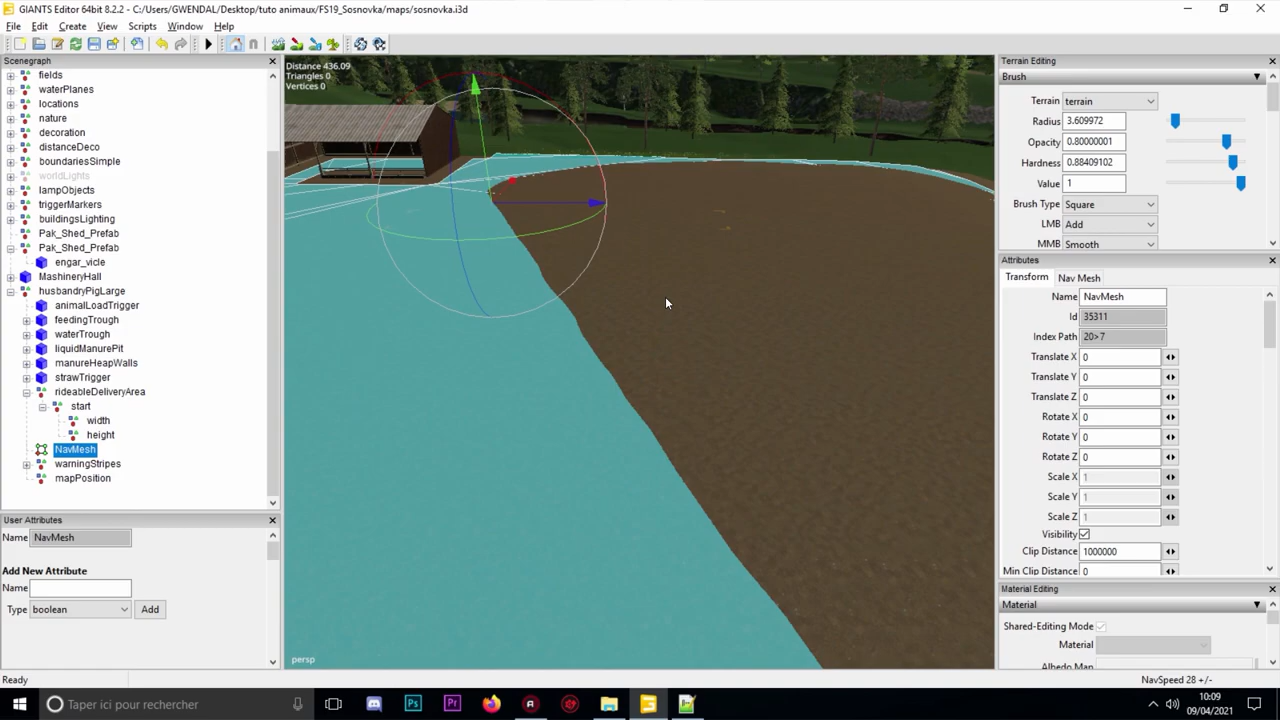 GIANTS Editor 64bit 8.2.2 - C:/Users/GWENDAL/Desktop/tuto animaux/FS19_Sosnovka/maps/sosnovka.i3d
File Edit Create View Scripts Window Help
Scenegraph
fields
waterPlanes
locations
nature
decoration
distanceDeco
boundariesSimple
worldLights
lampObjects
triggerMarkers
buildingsLighting
Pak_Shed_Prefab
Pak_Shed_Prefab
engar_vicle
MashineryHall
husbandryPigLarge
animalLoadTrigger
feedingTrough
waterTrough
liquidManurePit
manureHeapWalls
strawTrigger
rideableDeliveryArea
start
width
height
NavMesh
warningStripes
mapPosition
User Attributes
Name NavMesh
Add New Attribute
Name
Type boolean Add
Distance 436.09
Triangles 0
Vertices 0
persp
Terrain Editing
Brush
Terrain terrain
Radius 3.609972
Opacity 0.80000001
Hardness 0.88409102
Value 1
Brush Type Square
LMB Add
MMB Smooth
Attributes
Transform Nav Mesh
Name NavMesh
Id 35311
Index Path 20>7
Translate X 0
Translate Y 0
Translate Z 0
Rotate X 0
Rotate Y 0
Rotate Z 0
Scale X 1
Scale Y 1
Scale Z 1
Visibility
Clip Distance 1000000
Min Clip Distance 0
Material Editing
Material
Shared-Editing Mode
Material
Albedo Map
Ready
NavSpeed 28 +/-
Taper ici pour rechercher
10:09
09/04/2021